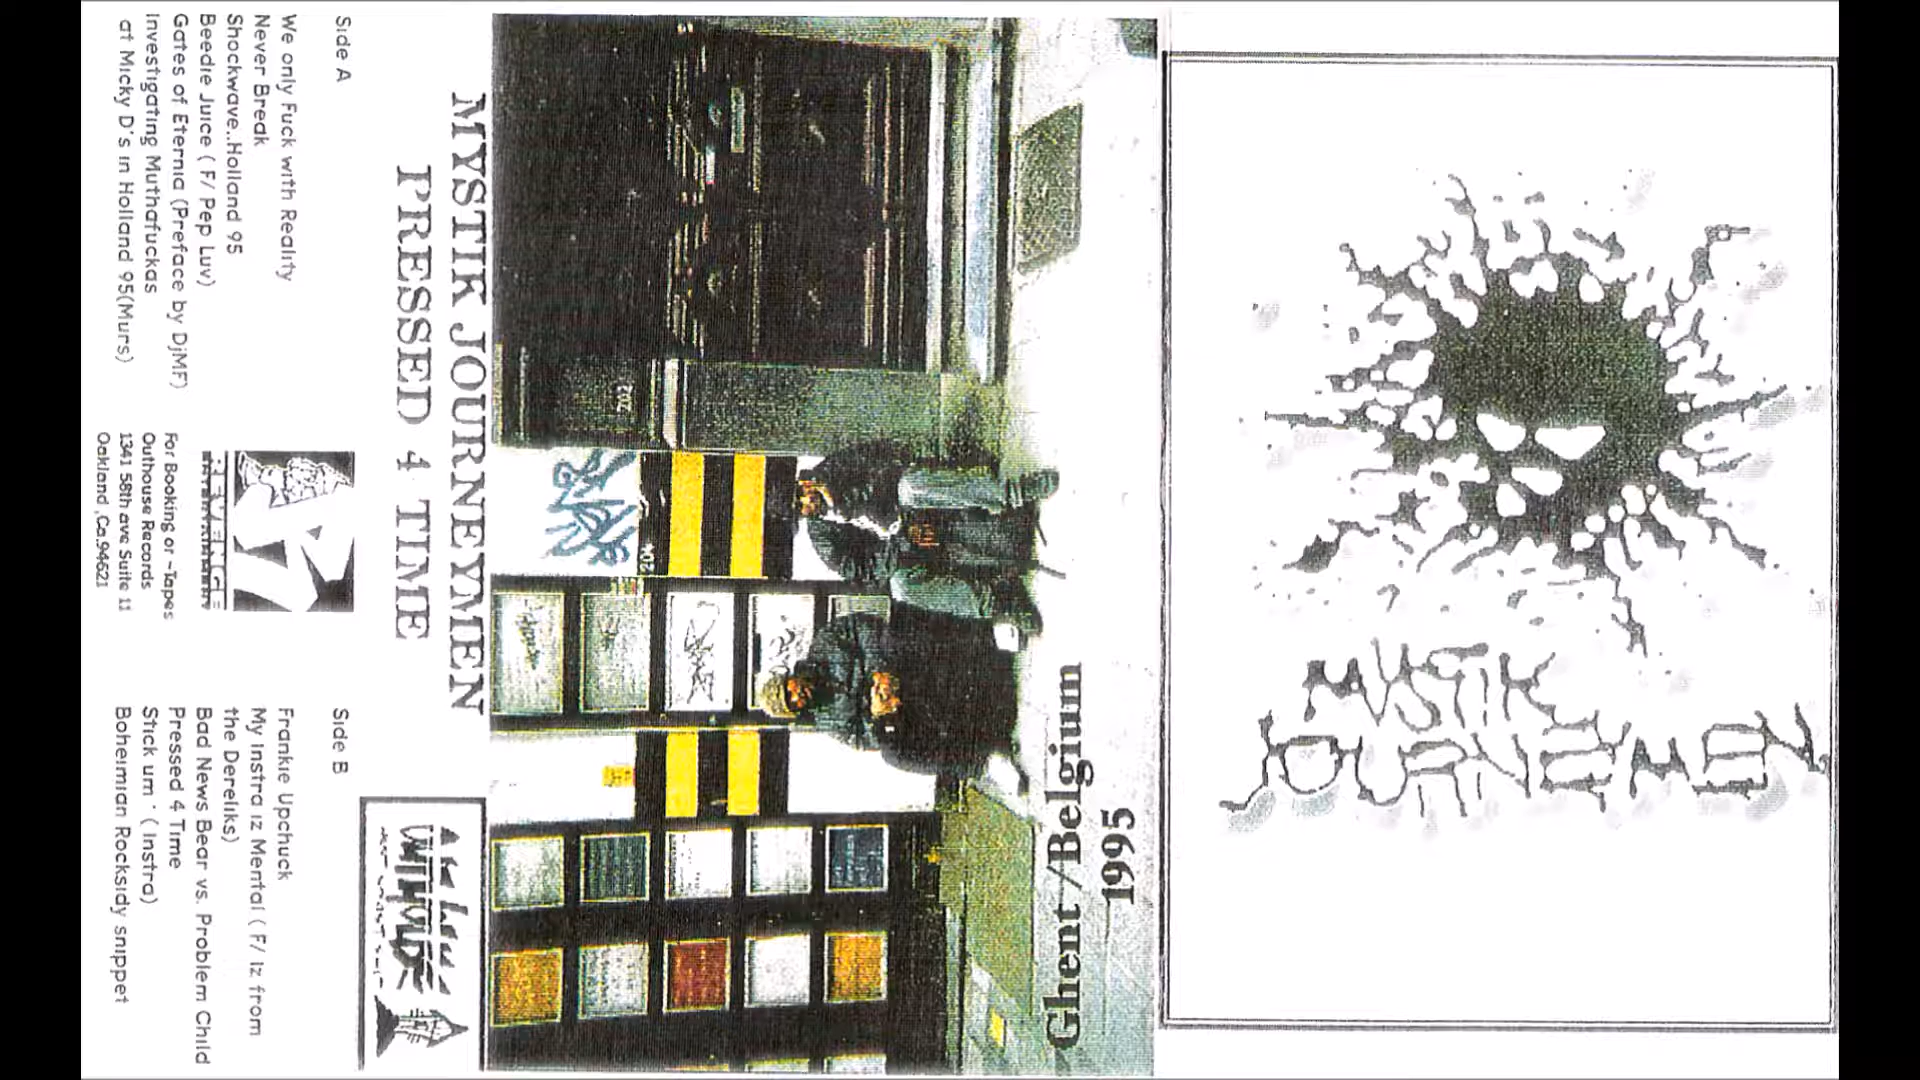 MYSTIK JOURNEYMEN
PRESSED 4 TIME
Side A
We only Fuck with Reality
Never Break
Shockwave..Holland 95
Beedie Juice ( F/ Pep Luv)
Gates of Eternia (Preface by DjMF)
Investigating Muthafuckas
at Micky D's in Holland 95(Murs)
REVENGE
For Booking or -Tapes
Outhouse Records
1341 58th ave Suite 11
Oakland ,Ca.94621
Side B
Frankie Upchuck
My Instra iz Mental ( F/ Iz from
the Dereliks)
Bad News Bear vs. Problem Child
Pressed 4 Time
Stick um ' ( Instra)
Boheimian Rocksidy snippet
202
204
Ghent /Belgium
1995